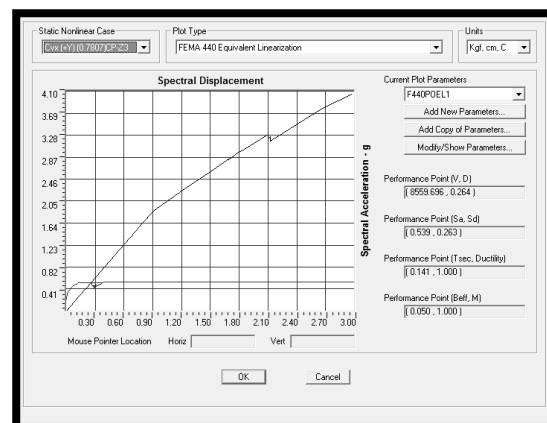 Static Nonlinear Case
Plot Type
Units
Cvx (+Y) (0.7807)CP-Z3
FEMA 440 Equivalent Linearization
Kgf, cm, C
Spectral Displacement
Spectral Acceleration - g
4.10
3.69
3.28
2.87
2.46
2.05
1.64
1.23
0.82
0.41
0.30 0.60 0.90 1.20 1.50 1.80 2.10 2.40 2.70 3.00
Mouse Pointer Location Horiz Vert
Current Plot Parameters
F440POEL1
Add New Parameters...
Add Copy of Parameters...
Modify/Show Parameters...
Performance Point (V, D)
( 8559.696 , 0.264 )
Performance Point (Sa, Sd)
( 0.539 , 0.263 )
Performance Point (Tsec, Ductility)
( 0.141 , 1.000 )
Performance Point (Beff, M)
( 0.050 , 1.000 )
OK
Cancel